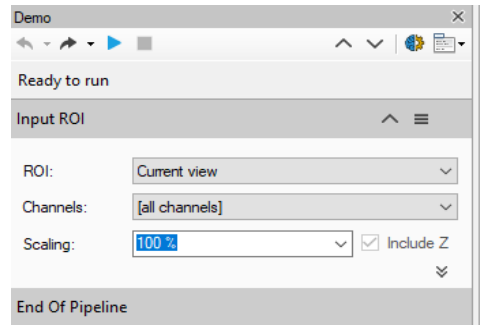 Demo
Ready to run
Input ROI
ROI: Current view
Channels: [all channels]
Scaling: 100 % Include Z
End Of Pipeline